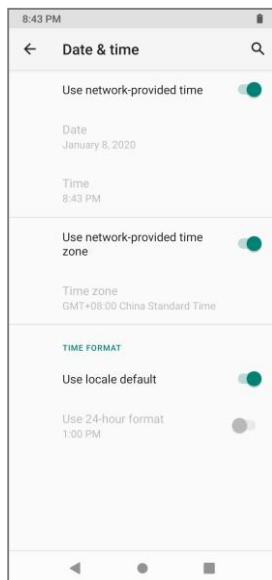 8:43 PM
Date & time
Use network-provided time
Date
January 8, 2020
Time
8:43 PM
Use network-provided time
zone
Time zone
GMT+08:00 China Standard Time
TIME FORMAT
Use locale default
Use 24-hour format
1:00 PM